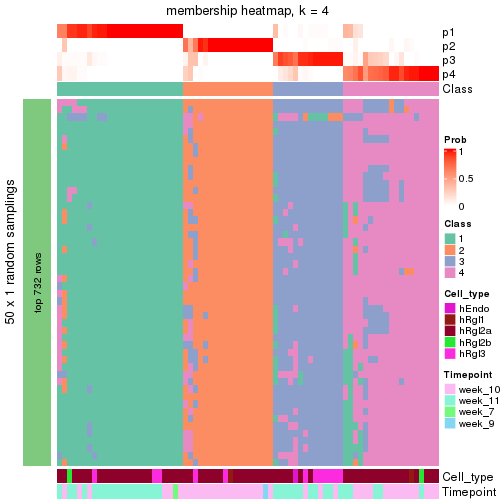 membership heatmap, k = 4
p1
p2
p3
p4
Class
50 x 1 random samplings
top 732 rows
Prob
1
0.5
0
Class
1
2
3
4
Cell_type
hEndo
hRgl1
hRgl2a
hRgl2b
hRgl3
Timepoint
week_10
week_11
week_7
week_9
Cell_type
Timepoint